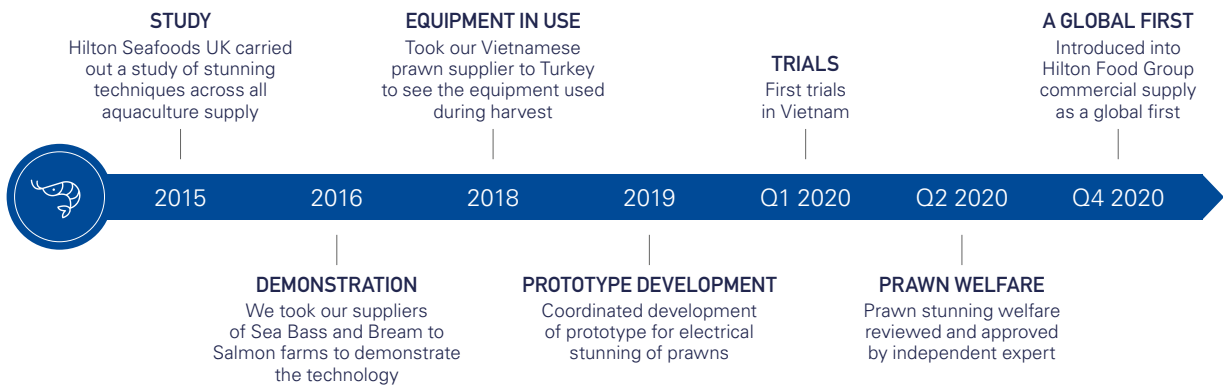 STUDY
Hilton Seafoods UK carried
out a study of stunning
techniques across all
aquaculture supply
EQUIPMENT IN USE
Took our Vietnamese
prawn supplier to Turkey
to see the equipment used
during harvest
TRIALS
First trials
in Vietnam
A GLOBAL FIRST
Introduced into
Hilton Food Group
commercial supply
as a global first
2015
2016
2018
2019
Q1 2020
Q2 2020
Q4 2020
DEMONSTRATION
We took our suppliers
of Sea Bass and Bream to
Salmon farms to demonstrate
the technology
PROTOTYPE DEVELOPMENT
Coordinated development
of prototype for electrical
stunning of prawns
PRAWN WELFARE
Prawn stunning welfare
reviewed and approved
by independent expert